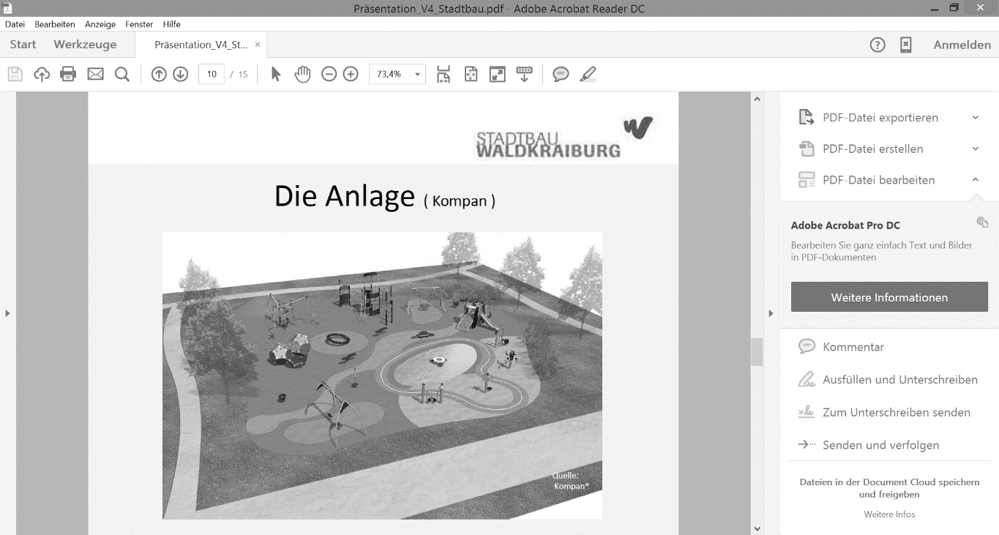 Präsentation_V4_Stadtbau.pdf - Adobe Acrobat Reader DC
Datei Bearbeiten Anzeige Fenster Hilfe
Start Werkzeuge Präsentation_V4_St... × Anmelden
10 / 15 73,4%
STADTBAU
WALDKRAIBURG
Die Anlage ( Kompan )
Quelle:
Kompan®
PDF-Datei exportieren
PDF-Datei erstellen
PDF-Datei bearbeiten
Adobe Acrobat Pro DC
Bearbeiten Sie ganz einfach Text und Bilder
in PDF-Dokumenten
Weitere Informationen
Kommentar
Ausfüllen und Unterschreiben
Zum Unterschreiben senden
Senden und verfolgen
Dateien in der Document Cloud speichern
und freigeben
Weitere Infos